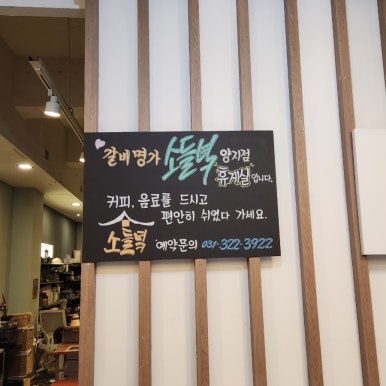 갈비명가 소들녘 양지점
"휴게실"입니다.
커피, 음료를 드시고
편안히 쉬었다 가세요.
소들녘 예약문의 031-322-3922